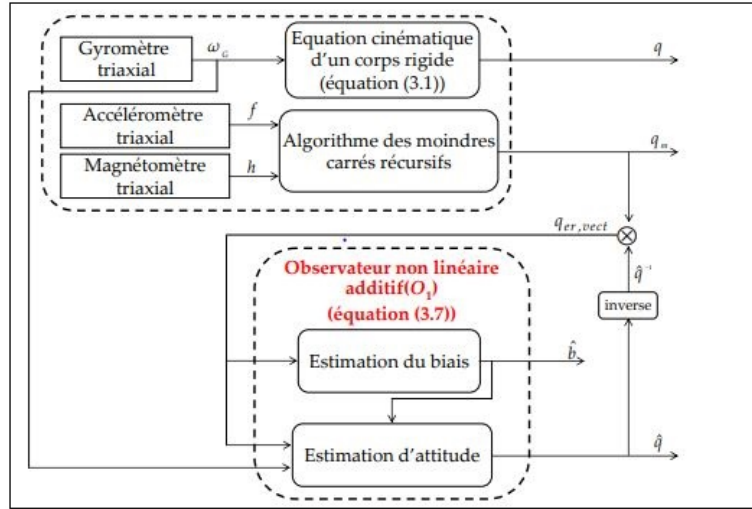 Gyromètre
triaxial
ω_G
Equation cinématique
d'un corps rigide
(équation (3.1))
q
Accéléromètre
triaxial
f
Magnétomètre
triaxial
h
Algorithme des moindres
carrés récursifs
q_m
q_er,vect
Observateur non linéaire
additif(O₁)
(équation (3.7))
q̂⁻¹
inverse
Estimation du biais
b̂
Estimation d'attitude
q̂